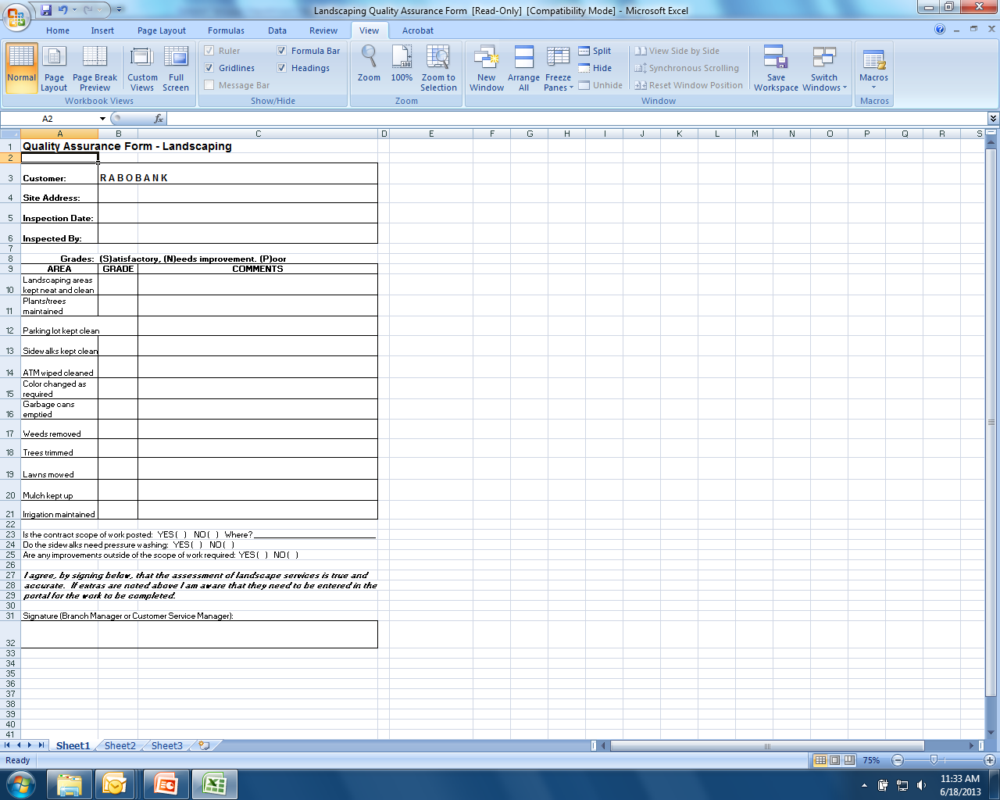 Landscaping Quality Assurance Form [Read-Only] [Compatibility Mode] - Microsoft Excel
Home Insert Page Layout Formulas Data Review View Acrobat
Normal Page Layout Page Break Preview Custom Views Full Screen
Workbook Views
Ruler Formula Bar
Gridlines Headings
Message Bar
Show/Hide
Zoom 100% Zoom to Selection
Zoom
New Window Arrange All Freeze Panes
Split
Hide
Unhide
View Side by Side
Synchronous Scrolling
Reset Window Position
Save Workspace Switch Windows
Window
Macros
Macros
A2 fx
A B C D E F G H I J K L M N O P Q R S
1 Quality Assurance Form - Landscaping
2
3 Customer: R A B O B A N K
4 Site Address:
5 Inspection Date:
6 Inspected By:
7
8 Grades: (S)atisfactory, (N)eeds improvement. (P)oor
9 AREA GRADE COMMENTS
10 Landscaping areas kept neat and clean
11 Plants/trees maintained
12 Parking lot kept clean
13 Sidewalks kept clean
14 ATM wiped cleaned
15 Color changed as required
16 Garbage cans emptied
17 Weeds removed
18 Trees trimmed
19 Lawns mowed
20 Mulch kept up
21 Irrigation maintained
22
23 Is the contract scope of work posted: YES ( ) NO ( ) Where?
24 Do the sidewalks need pressure washing: YES ( ) NO ( )
25 Are any improvements outside of the scope of work required: YES ( ) NO ( )
26
27 I agree, by signing below, that the assessment of landscape services is true and
28 accurate. If extras are noted above I am aware that they need to be entered in the
29 portal for the work to be completed.
30
31 Signature (Branch Manager or Customer Service Manager):
32
33
34
35
36
37
38
39
40
41
Sheet1 Sheet2 Sheet3
Ready 75%
11:33 AM
6/18/2013